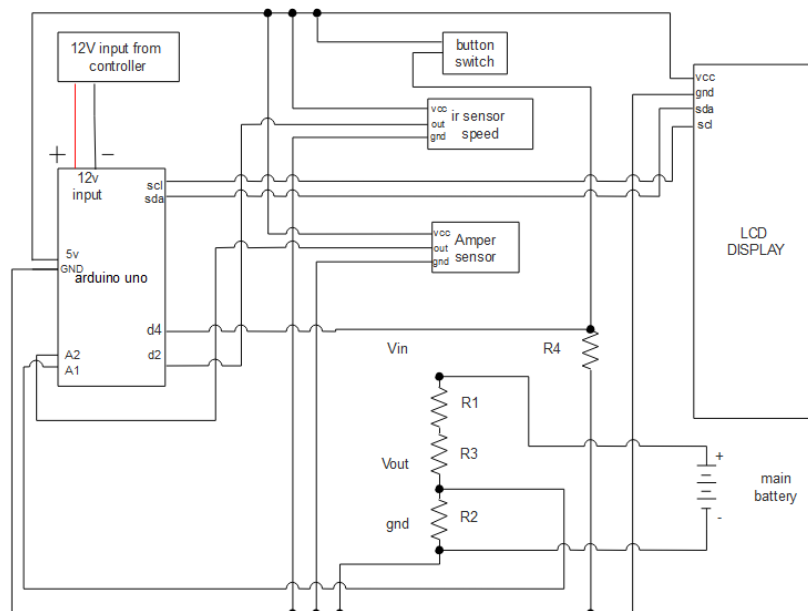 12V input from
controller
button
switch
vcc
gnd
sda
scl
vcc
out
gnd
ir sensor
speed
+
−
12v
input
scl
sda
LCD
DISPLAY
vcc
out
gnd
Amper
sensor
5v
GND
arduino uno
d4
d2
A2
A1
Vin
R4
R1
R3
Vout
R2
gnd
+
-
main
battery